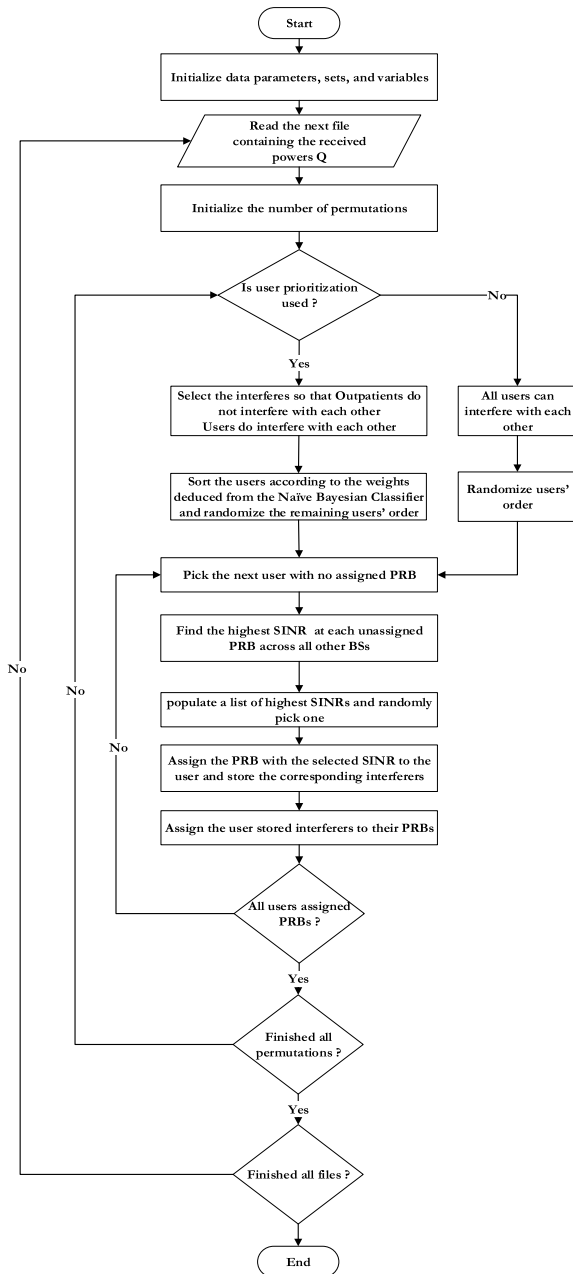 Start
Initialize data parameters, sets, and variables
Read the next file
containing the received
powers Q
Initialize the number of permutations
Is user prioritization
used ?
No
Yes
Select the interferes so that Outpatients do
not interfere with each other
Users do interfere with each other
All users can
interfere with each
other
Sort the users according to the weights
deduced from the Naïve Bayesian Classifier
and randomize the remaining users' order
Randomize users'
order
Pick the next user with no assigned PRB
Find the highest SINR at each unassigned
PRB across all other BSs
No
No
populate a list of highest SINRs and randomly
pick one
No
Assign the PRB with the selected SINR to the
user and store the corresponding interferers
Assign the user stored interferers to their PRBs
All users assigned
PRBs ?
Yes
Finished all
permutations ?
Yes
Finished all files ?
End